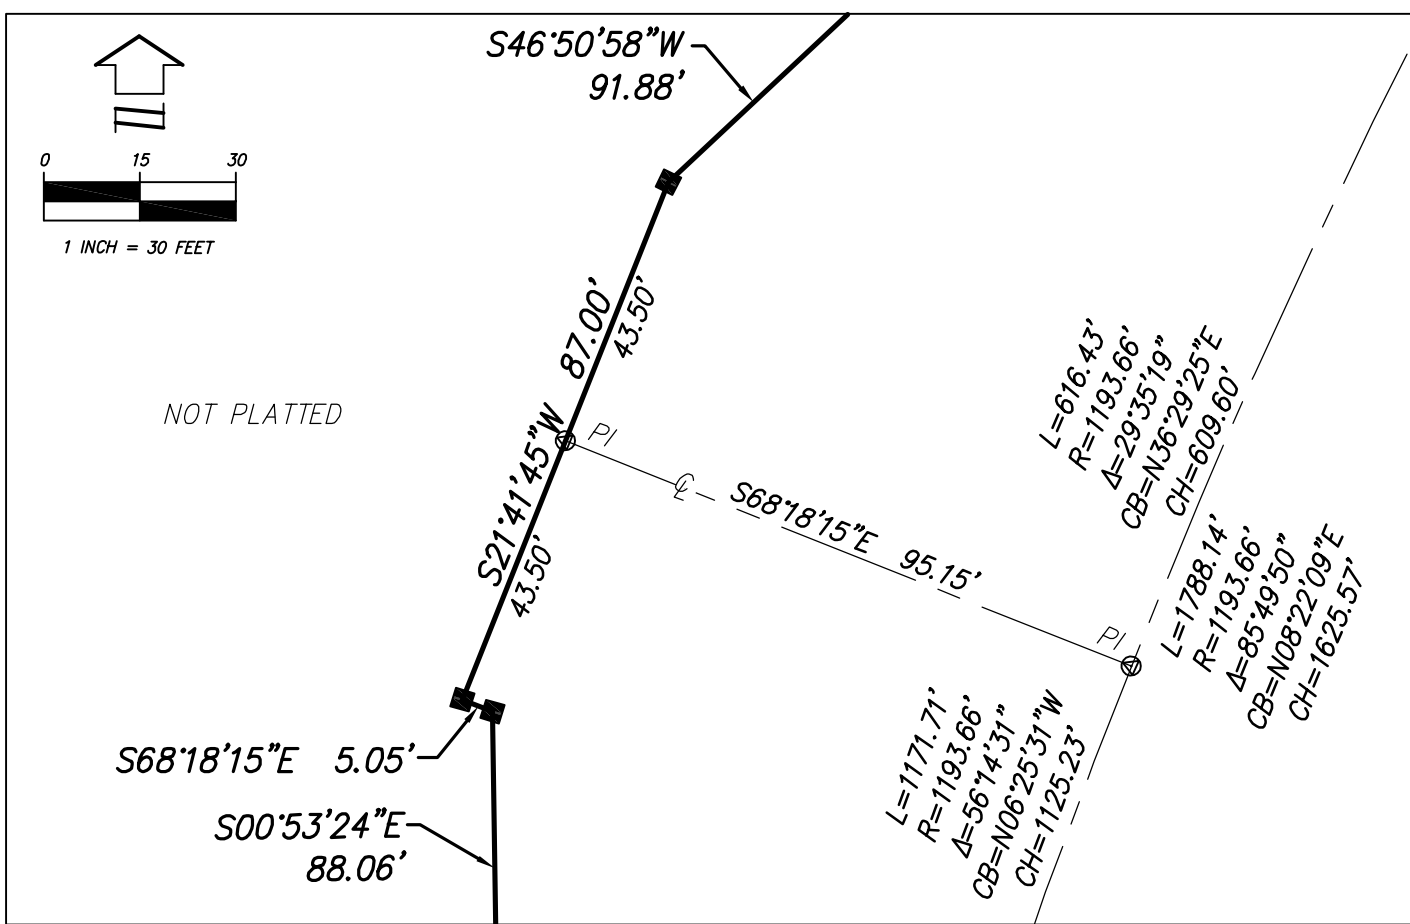 S46°50'58"W
91.88'
0 15 30
1 INCH = 30 FEET
87.00'
43.50'
NOT PLATTED
S21°41'45"W
43.50'
PI
℄
S68°18'15"E 95.15'
PI
L=616.43'
R=1193.66'
Δ=29°35'19"
CB=N36°29'25"E
CH=609.60'
L=1788.14'
R=1193.66'
Δ=85°49'50"
CB=N08°22'09"E
CH=1625.57'
L=1171.71'
R=1193.66'
Δ=56°14'31"
CB=N06°25'31"W
CH=1125.23'
S68°18'15"E 5.05'
S00°53'24"E
88.06'